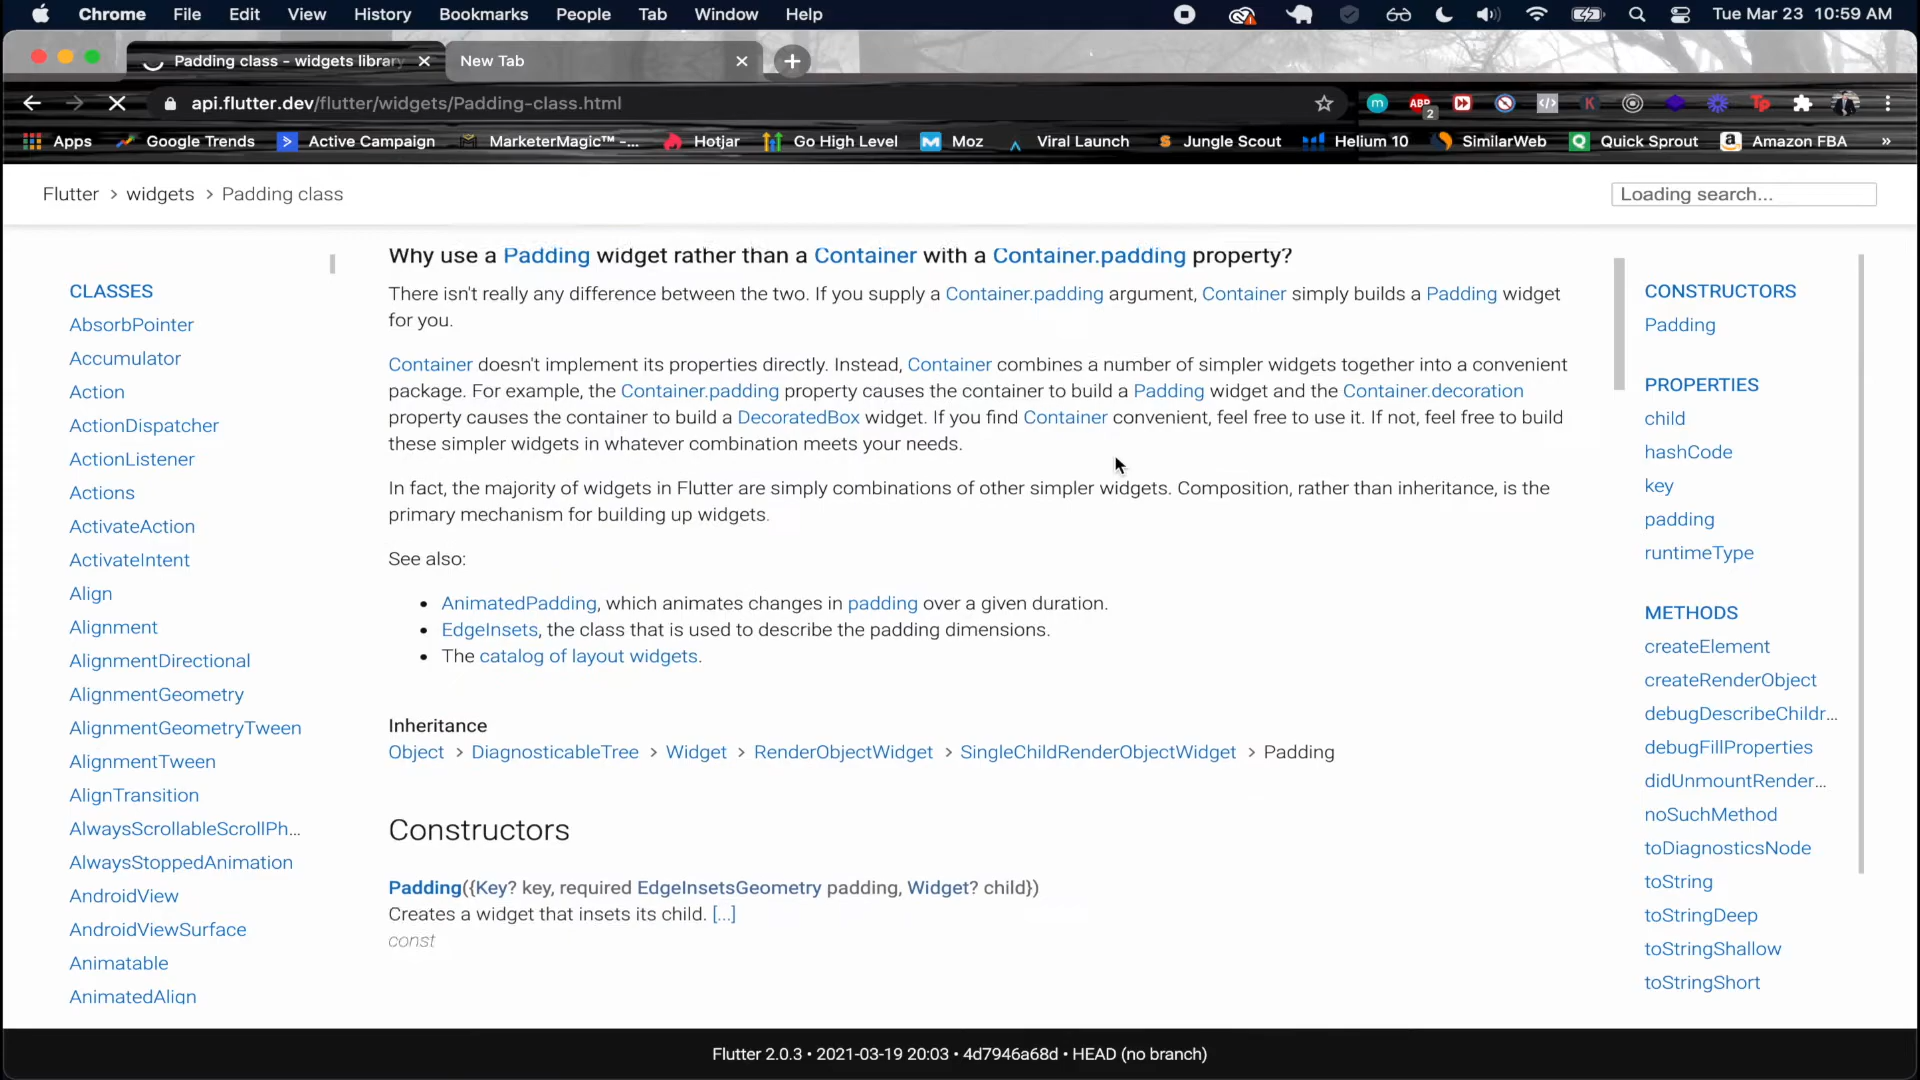 Chrome File Edit View History Bookmarks People Tab Window Help Tue Mar 23 10:59 AM
Padding class - widgets library New Tab
api.flutter.dev/flutter/widgets/Padding-class.html ABP 2 K Tp
Apps Google Trends Active Campaign MarketerMagic™ -... Hotjar Go High Level Moz Viral Launch Jungle Scout Helium 10 SimilarWeb Quick Sprout Amazon FBA »
Flutter > widgets > Padding class Loading search...
CLASSES
AbsorbPointer
Accumulator
Action
ActionDispatcher
ActionListener
Actions
ActivateAction
ActivateIntent
Align
Alignment
AlignmentDirectional
AlignmentGeometry
AlignmentGeometryTween
AlignmentTween
AlignTransition
AlwaysScrollableScrollPh...
AlwaysStoppedAnimation
AndroidView
AndroidViewSurface
Animatable
AnimatedAlign
Why use a Padding widget rather than a Container with a Container.padding property?
There isn't really any difference between the two. If you supply a Container.padding argument, Container simply builds a Padding widget
for you.
Container doesn't implement its properties directly. Instead, Container combines a number of simpler widgets together into a convenient
package. For example, the Container.padding property causes the container to build a Padding widget and the Container.decoration
property causes the container to build a DecoratedBox widget. If you find Container convenient, feel free to use it. If not, feel free to build
these simpler widgets in whatever combination meets your needs.
In fact, the majority of widgets in Flutter are simply combinations of other simpler widgets. Composition, rather than inheritance, is the
primary mechanism for building up widgets.
See also:
• AnimatedPadding, which animates changes in padding over a given duration.
• EdgeInsets, the class that is used to describe the padding dimensions.
• The catalog of layout widgets.
Inheritance
Object > DiagnosticableTree > Widget > RenderObjectWidget > SingleChildRenderObjectWidget > Padding
Constructors
Padding({Key? key, required EdgeInsetsGeometry padding, Widget? child})
Creates a widget that insets its child. [...]
const
CONSTRUCTORS
Padding
PROPERTIES
child
hashCode
key
padding
runtimeType
METHODS
createElement
createRenderObject
debugDescribeChildr...
debugFillProperties
didUnmountRender...
noSuchMethod
toDiagnosticsNode
toString
toStringDeep
toStringShallow
toStringShort
Flutter 2.0.3 • 2021-03-19 20:03 • 4d7946a68d • HEAD (no branch)